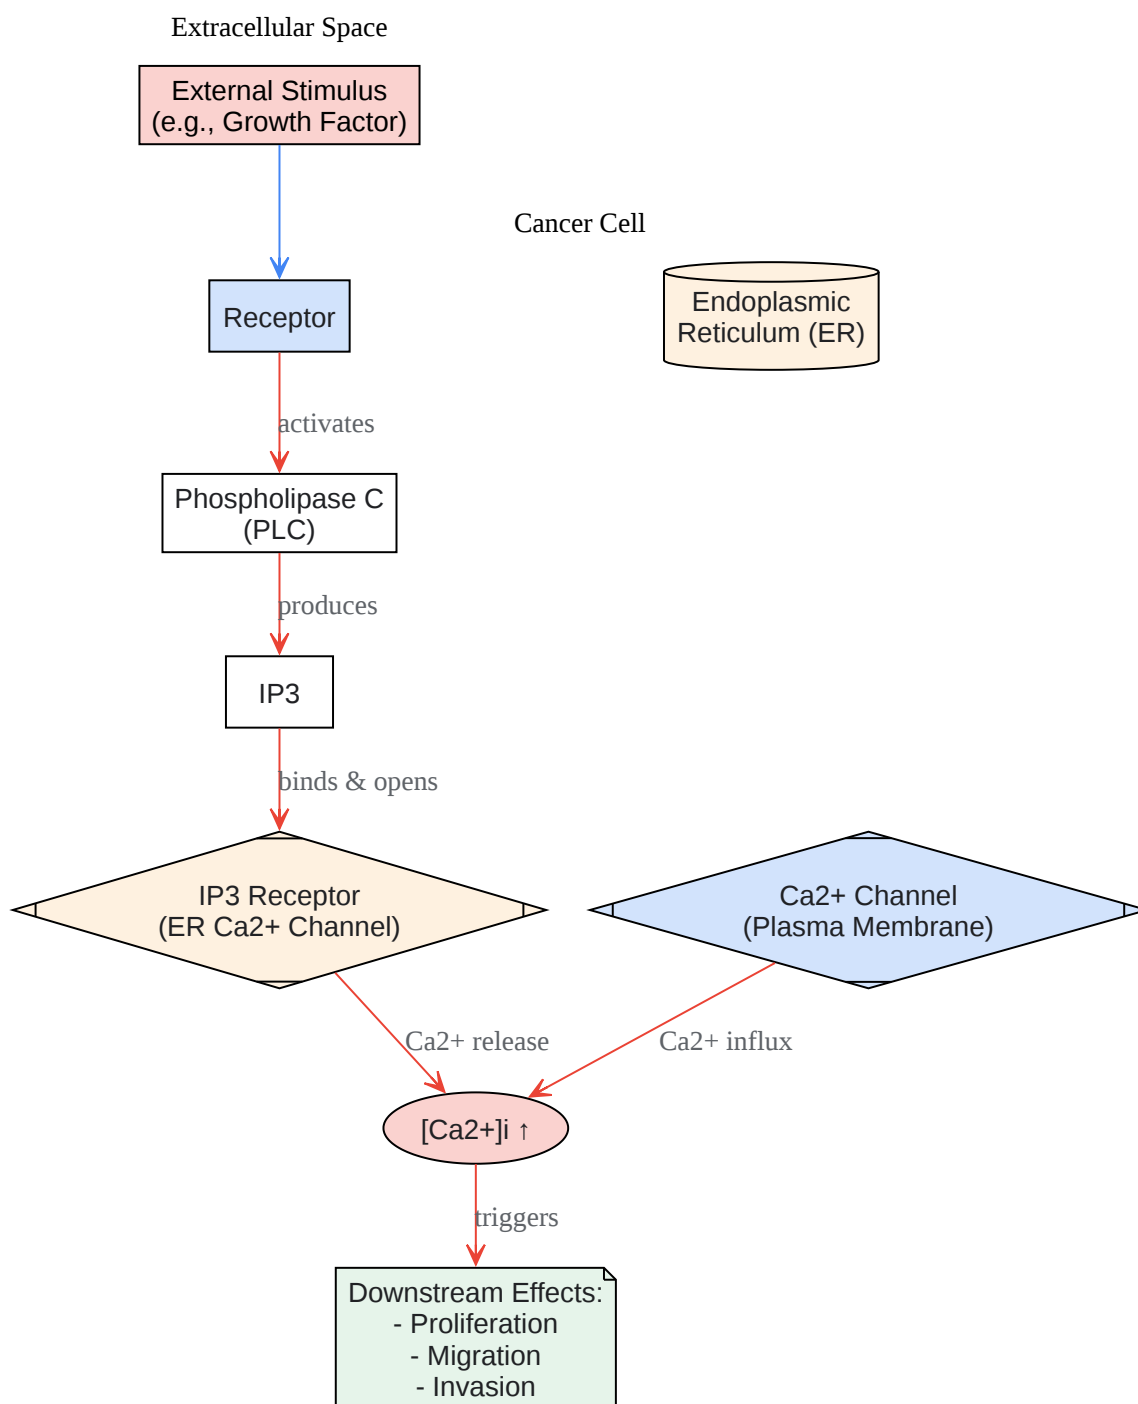 Extracellular Space
External Stimulus
(e.g., Growth Factor)
Cancer Cell
Endoplasmic
Reticulum (ER)
Receptor
activates
Phospholipase C
(PLC)
produces
IP3
binds & opens
IP3 Receptor
(ER Ca2+ Channel)
Ca2+ Channel
(Plasma Membrane)
Ca2+ release
Ca2+ influx
[Ca2+]i ↑
triggers
Downstream Effects:
- Proliferation
- Migration
- Invasion